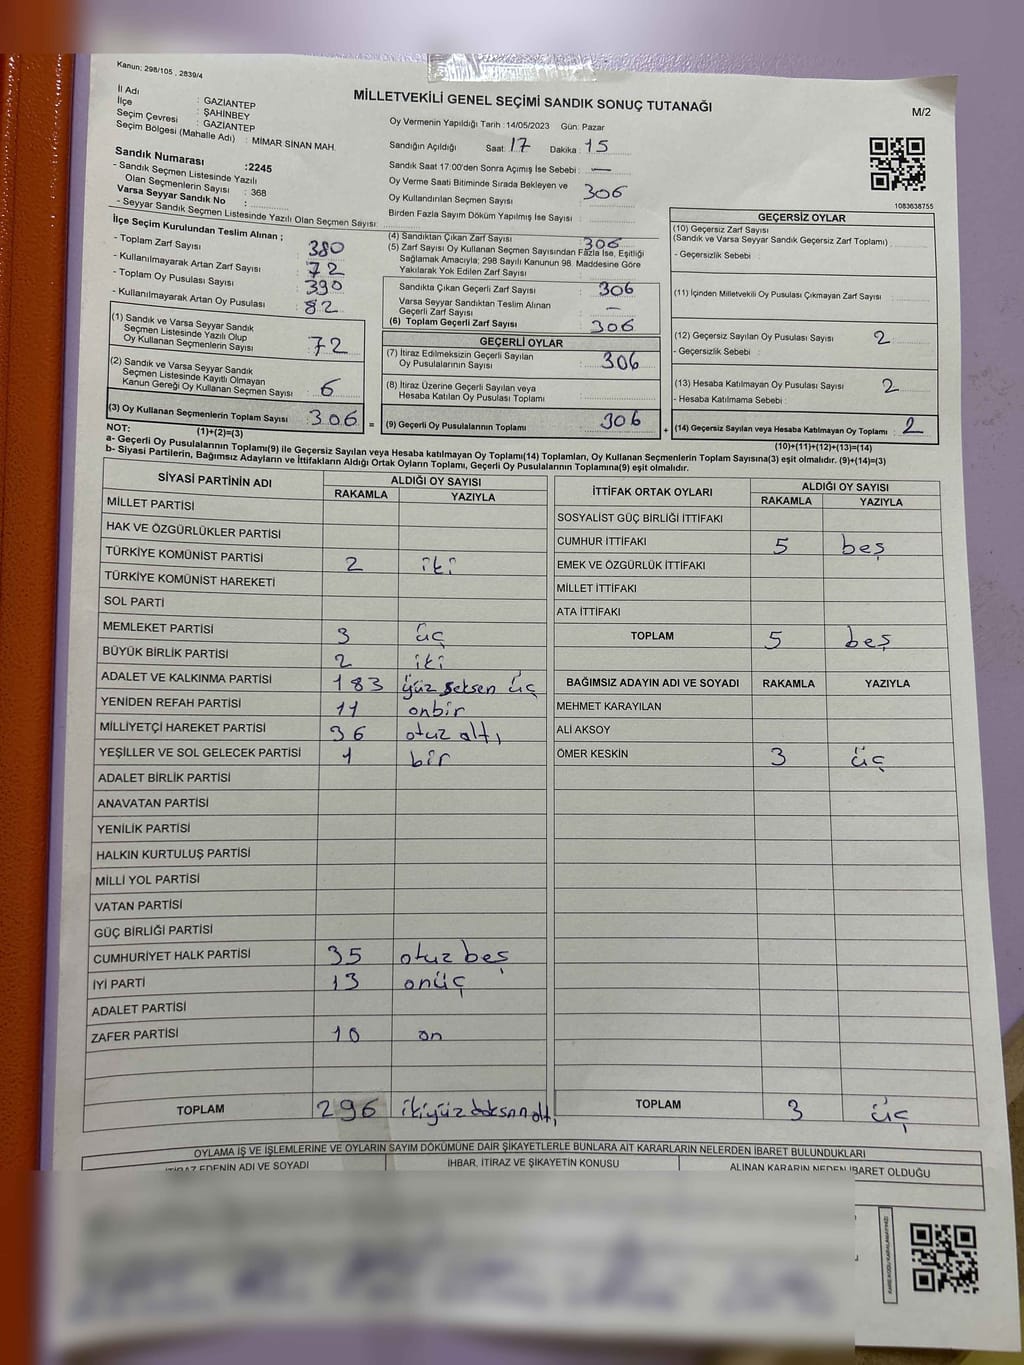 Kanun: 298/105 , 2839/4
İl Adı : GAZİANTEP
İlçe : ŞAHİNBEY
Seçim Çevresi : GAZİANTEP
Seçim Bölgesi (Mahalle Adı) : MİMAR SİNAN MAH.
MİLLETVEKİLİ GENEL SEÇİMİ SANDIK SONUÇ TUTANAĞI
M/2
Oy Vermenin Yapıldığı Tarih : 14/05/2023 Gün: Pazar
Sandığın Açıldığı Saat: 17 Dakika : 15
Sandık Saat 17:00'den Sonra Açımış İse Sebebi : —
Oy Verme Saati Bitiminde Sırada Bekleyen ve
Oy Kullandırılan Seçmen Sayısı : 306
Birden Fazla Sayım Döküm Yapılmış İse Sayısı :
1083638755
Sandık Numarası :2245
- Sandık Seçmen Listesinde Yazılı
Olan Seçmenlerin Sayısı : 368
Varsa Seyyar Sandık No :
- Seyyar Sandık Seçmen Listesinde Yazılı Olan Seçmen Sayısı :
İlçe Seçim Kurulundan Teslim Alınan ;
- Toplam Zarf Sayısı : 380
- Kullanılmayarak Artan Zarf Sayısı : 72
- Toplam Oy Pusulası Sayısı : 390
- Kullanılmayarak Artan Oy Pusulası : 82
(1) Sandık ve Varsa Seyyar Sandık
Seçmen Listesinde Yazılı Olup
Oy Kullanan Seçmenlerin Sayısı : 72
(2) Sandık ve Varsa Seyyar Sandık
Seçmen Listesinde Kayıtlı Olmayan
Kanun Gereği Oy Kullanan Seçmen Sayısı : 6
(3) Oy Kullanan Seçmenlerin Toplam Sayısı : 306
(1)+(2)=(3)
(4) Sandıktan Çıkan Zarf Sayısı : 306
(5) Zarf Sayısı Oy Kullanan Seçmen Sayısından Fazla İse, Eşitliği
Sağlamak Amacıyla; 298 Sayılı Kanunun 98. Maddesine Göre
Yakılarak Yok Edilen Zarf Sayısı :
Sandıkta Çıkan Geçerli Zarf Sayısı : 306
Varsa Seyyar Sandıktan Teslim Alınan
Geçerli Zarf Sayısı : —
(6) Toplam Geçerli Zarf Sayısı : 306
GEÇERLİ OYLAR
(7) İtiraz Edilmeksizin Geçerli Sayılan
Oy Pusulalarının Sayısı : 306
(8) İtiraz Üzerine Geçerli Sayılan veya
Hesaba Katılan Oy Pusulası Toplamı :
= (9) Geçerli Oy Pusulalarının Toplamı : 306 +
GEÇERSİZ OYLAR
(10) Geçersiz Zarf Sayısı
(Sandık ve Varsa Seyyar Sandık Geçersiz Zarf Toplamı) :
- Geçersizlik Sebebi :
(11) İçinden Milletvekili Oy Pusulası Çıkmayan Zarf Sayısı :
(12) Geçersiz Sayılan Oy Pusulası Sayısı : 2
- Geçersizlik Sebebi :
(13) Hesaba Katılmayan Oy Pusulası Sayısı : 2
- Hesaba Katılmama Sebebi :
(14) Geçersiz Sayılan veya Hesaba Katılmayan Oy Toplamı : 2
(10)+(11)+(12)+(13)=(14)
NOT:
a- Geçerli Oy Pusulalarının Toplamı(9) ile Geçersiz Sayılan veya Hesaba katılmayan Oy Toplamı(14) Toplamları, Oy Kullanan Seçmenlerin Toplam Sayısına(3) eşit olmalıdır. (9)+(14)=(3)
b- Siyasi Partilerin, Bağımsız Adayların ve İttifakların Aldığı Ortak Oyların Toplamı, Geçerli Oy Pusulalarının Toplamına(9) eşit olmalıdır.
SİYASİ PARTİNİN ADI ALDIĞI OY SAYISI
RAKAMLA YAZIYLA
MİLLET PARTİSİ
HAK VE ÖZGÜRLÜKLER PARTİSİ
TÜRKİYE KOMÜNİST PARTİSİ 2 iki
TÜRKİYE KOMÜNİST HAREKETİ
SOL PARTİ
MEMLEKET PARTİSİ 3 üç
BÜYÜK BİRLİK PARTİSİ 2 iki
ADALET VE KALKINMA PARTİSİ 183 yüz seksen üç
YENİDEN REFAH PARTİSİ 11 onbir
MİLLİYETÇİ HAREKET PARTİSİ 36 otuz altı
YEŞİLLER VE SOL GELECEK PARTİSİ 1 bir
ADALET BİRLİK PARTİSİ
ANAVATAN PARTİSİ
YENİLİK PARTİSİ
HALKIN KURTULUŞ PARTİSİ
MİLLİ YOL PARTİSİ
VATAN PARTİSİ
GÜÇ BİRLİĞİ PARTİSİ
CUMHURİYET HALK PARTİSİ 35 otuz beş
İYİ PARTİ 13 onüç
ADALET PARTİSİ
ZAFER PARTİSİ 10 on
TOPLAM 296 ikiyüz doksan altı
İTTİFAK ORTAK OYLARI ALDIĞI OY SAYISI
RAKAMLA YAZIYLA
SOSYALİST GÜÇ BİRLİĞİ İTTİFAKI
CUMHUR İTTİFAKI 5 beş
EMEK VE ÖZGÜRLÜK İTTİFAKI
MİLLET İTTİFAKI
ATA İTTİFAKI
TOPLAM 5 beş
BAĞIMSIZ ADAYIN ADI VE SOYADI RAKAMLA YAZIYLA
MEHMET KARAYILAN
ALİ AKSOY
ÖMER KESKİN 3 üç
TOPLAM 3 üç
OYLAMA İŞ VE İŞLEMLERİNE VE OYLARIN SAYIM DÖKÜMÜNE DAİR ŞİKAYETLERLE BUNLARA AİT KARARLARIN NELERDEN İBARET BULUNDUKLARI
İTİRAZ EDENİN ADI VE SOYADI İHBAR, İTİRAZ VE ŞİKAYETİN KONUSU ALINAN KARARIN NEDEN İBARET OLDUĞU